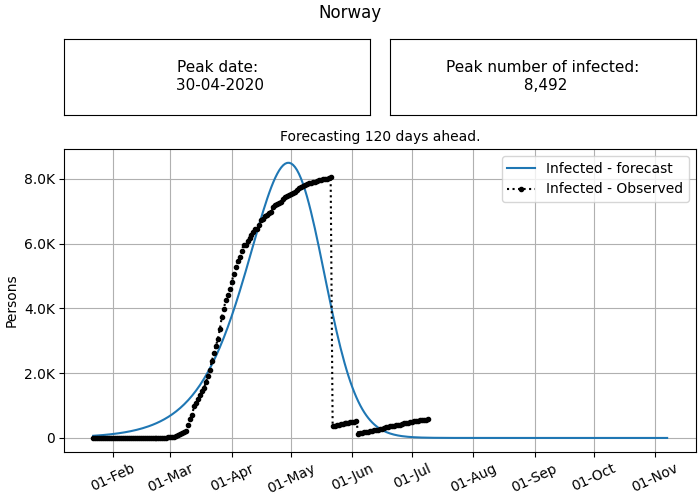 Norway
Peak date:
30-04-2020
Peak number of infected:
8,492
Forecasting 120 days ahead.
Infected - forecast
Infected - Observed
8.0K
6.0K
4.0K
2.0K
0
Persons
01-Feb
01-Mar
01-Apr
01-May
01-Jun
01-Jul
01-Aug
01-Sep
01-Oct
01-Nov